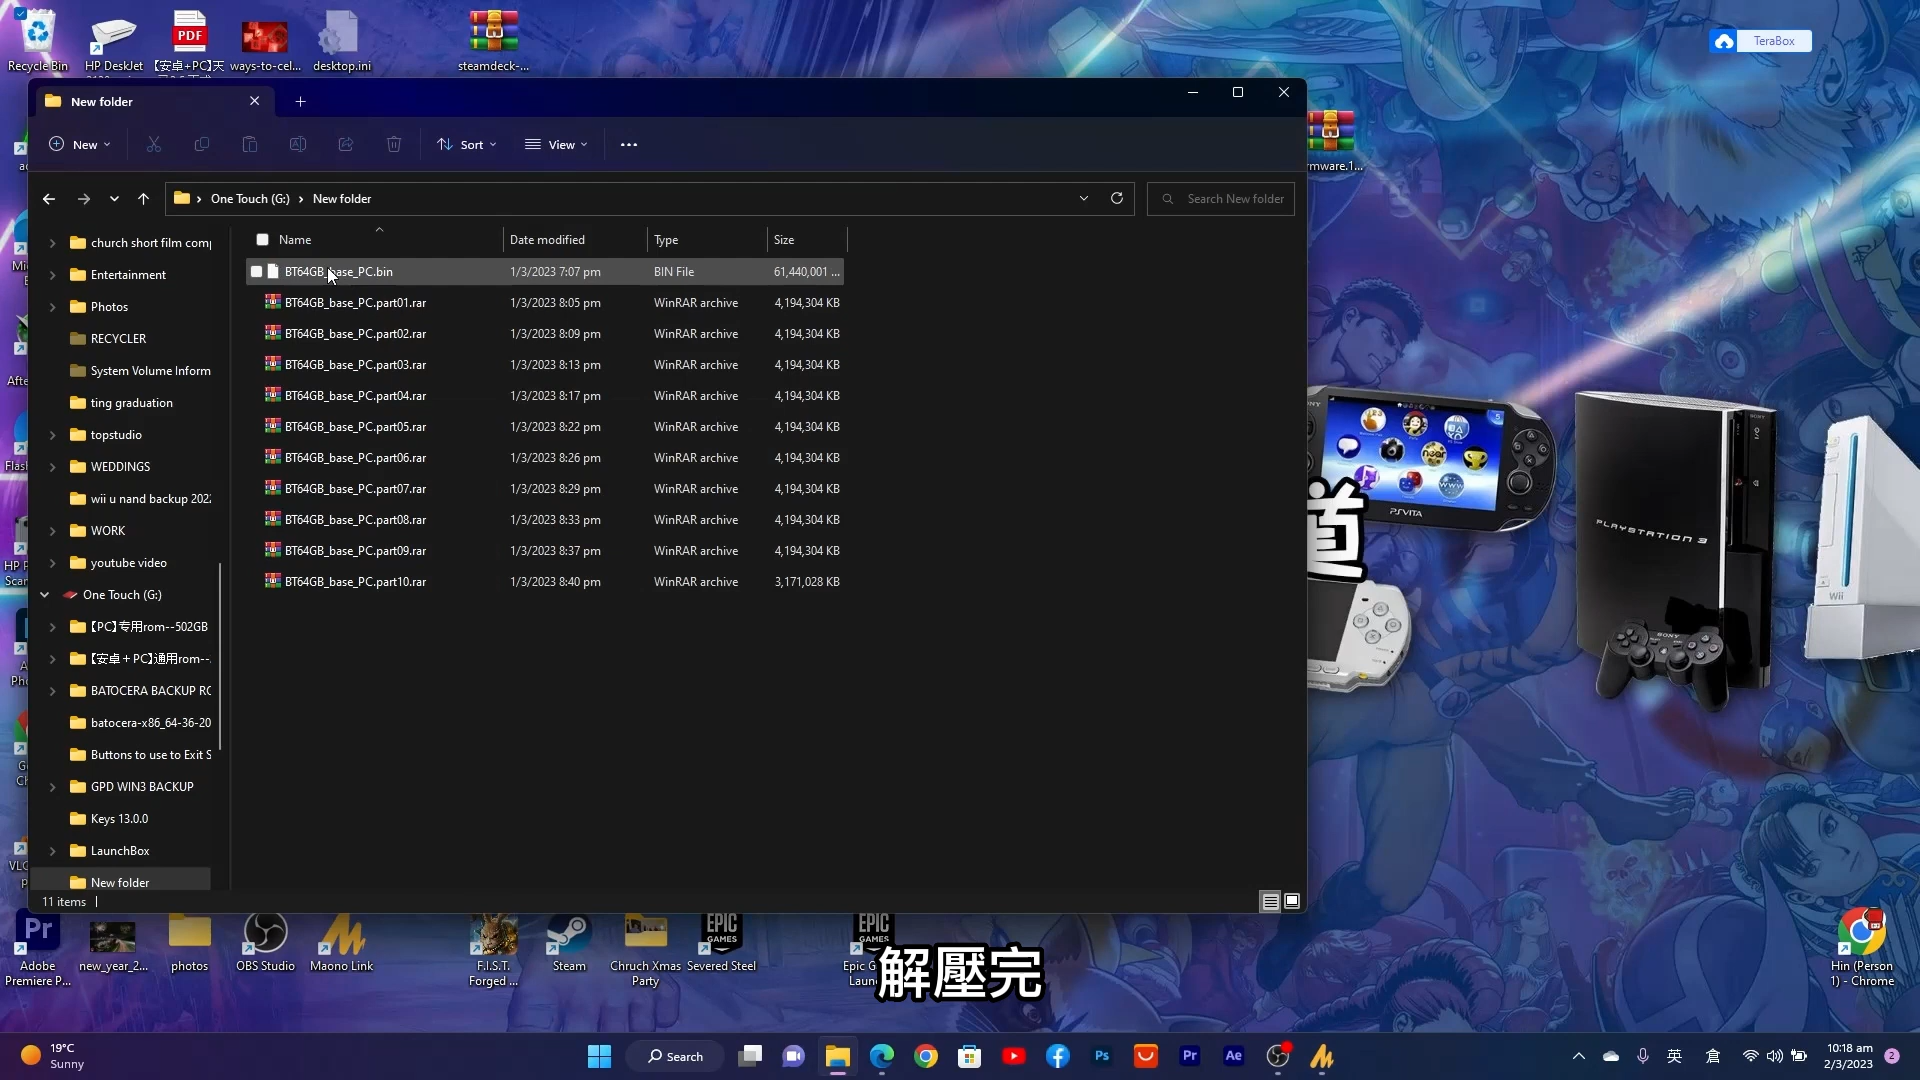 Recycle Bin
HP DeskJet
【安卓+PC】天
ways-to-cel...
desktop.ini
steamdeck-...
TeraBox
New folder
New
Sort
View
One Touch (G:)
New folder
Search New folder
church short film com
Entertainment
Photos
RECYCLER
System Volume Inform
ting graduation
topstudio
WEDDINGS
wii u nand backup 202
WORK
youtube video
One Touch (G:)
【PC】专用rom--502GB
【安卓+PC】通用rom--
BATOCERA BACKUP RO
batocera-x86_64-36-20
Buttons to use to Exit S
GPD WIN3 BACKUP
Keys 13.0.0
LaunchBox
New folder
Name Date modified Type Size
BT64GB_base_PC.bin 1/3/2023 7:07 pm BIN File 61,440,001 ...
BT64GB_base_PC.part01.rar 1/3/2023 8:05 pm WinRAR archive 4,194,304 KB
BT64GB_base_PC.part02.rar 1/3/2023 8:09 pm WinRAR archive 4,194,304 KB
BT64GB_base_PC.part03.rar 1/3/2023 8:13 pm WinRAR archive 4,194,304 KB
BT64GB_base_PC.part04.rar 1/3/2023 8:17 pm WinRAR archive 4,194,304 KB
BT64GB_base_PC.part05.rar 1/3/2023 8:22 pm WinRAR archive 4,194,304 KB
BT64GB_base_PC.part06.rar 1/3/2023 8:26 pm WinRAR archive 4,194,304 KB
BT64GB_base_PC.part07.rar 1/3/2023 8:29 pm WinRAR archive 4,194,304 KB
BT64GB_base_PC.part08.rar 1/3/2023 8:33 pm WinRAR archive 4,194,304 KB
BT64GB_base_PC.part09.rar 1/3/2023 8:37 pm WinRAR archive 4,194,304 KB
BT64GB_base_PC.part10.rar 1/3/2023 8:40 pm WinRAR archive 3,171,028 KB
11 items
rmware.1...
道
PSVITA
PLAYSTATION 3
SONY
Wii
Adobe
Premiere P...
new_year_2...
photos
OBS Studio
Maono Link
F.I.S.T.
Forged ...
Steam
Chruch Xmas
Party
EPIC
GAMES
Severed Steel
EPIC
GAMES
Epic G
Laun
Hin (Person
1) - Chrome
解壓完
19°C
Sunny
Search
英
倉
10:18 am
2/3/2023
2